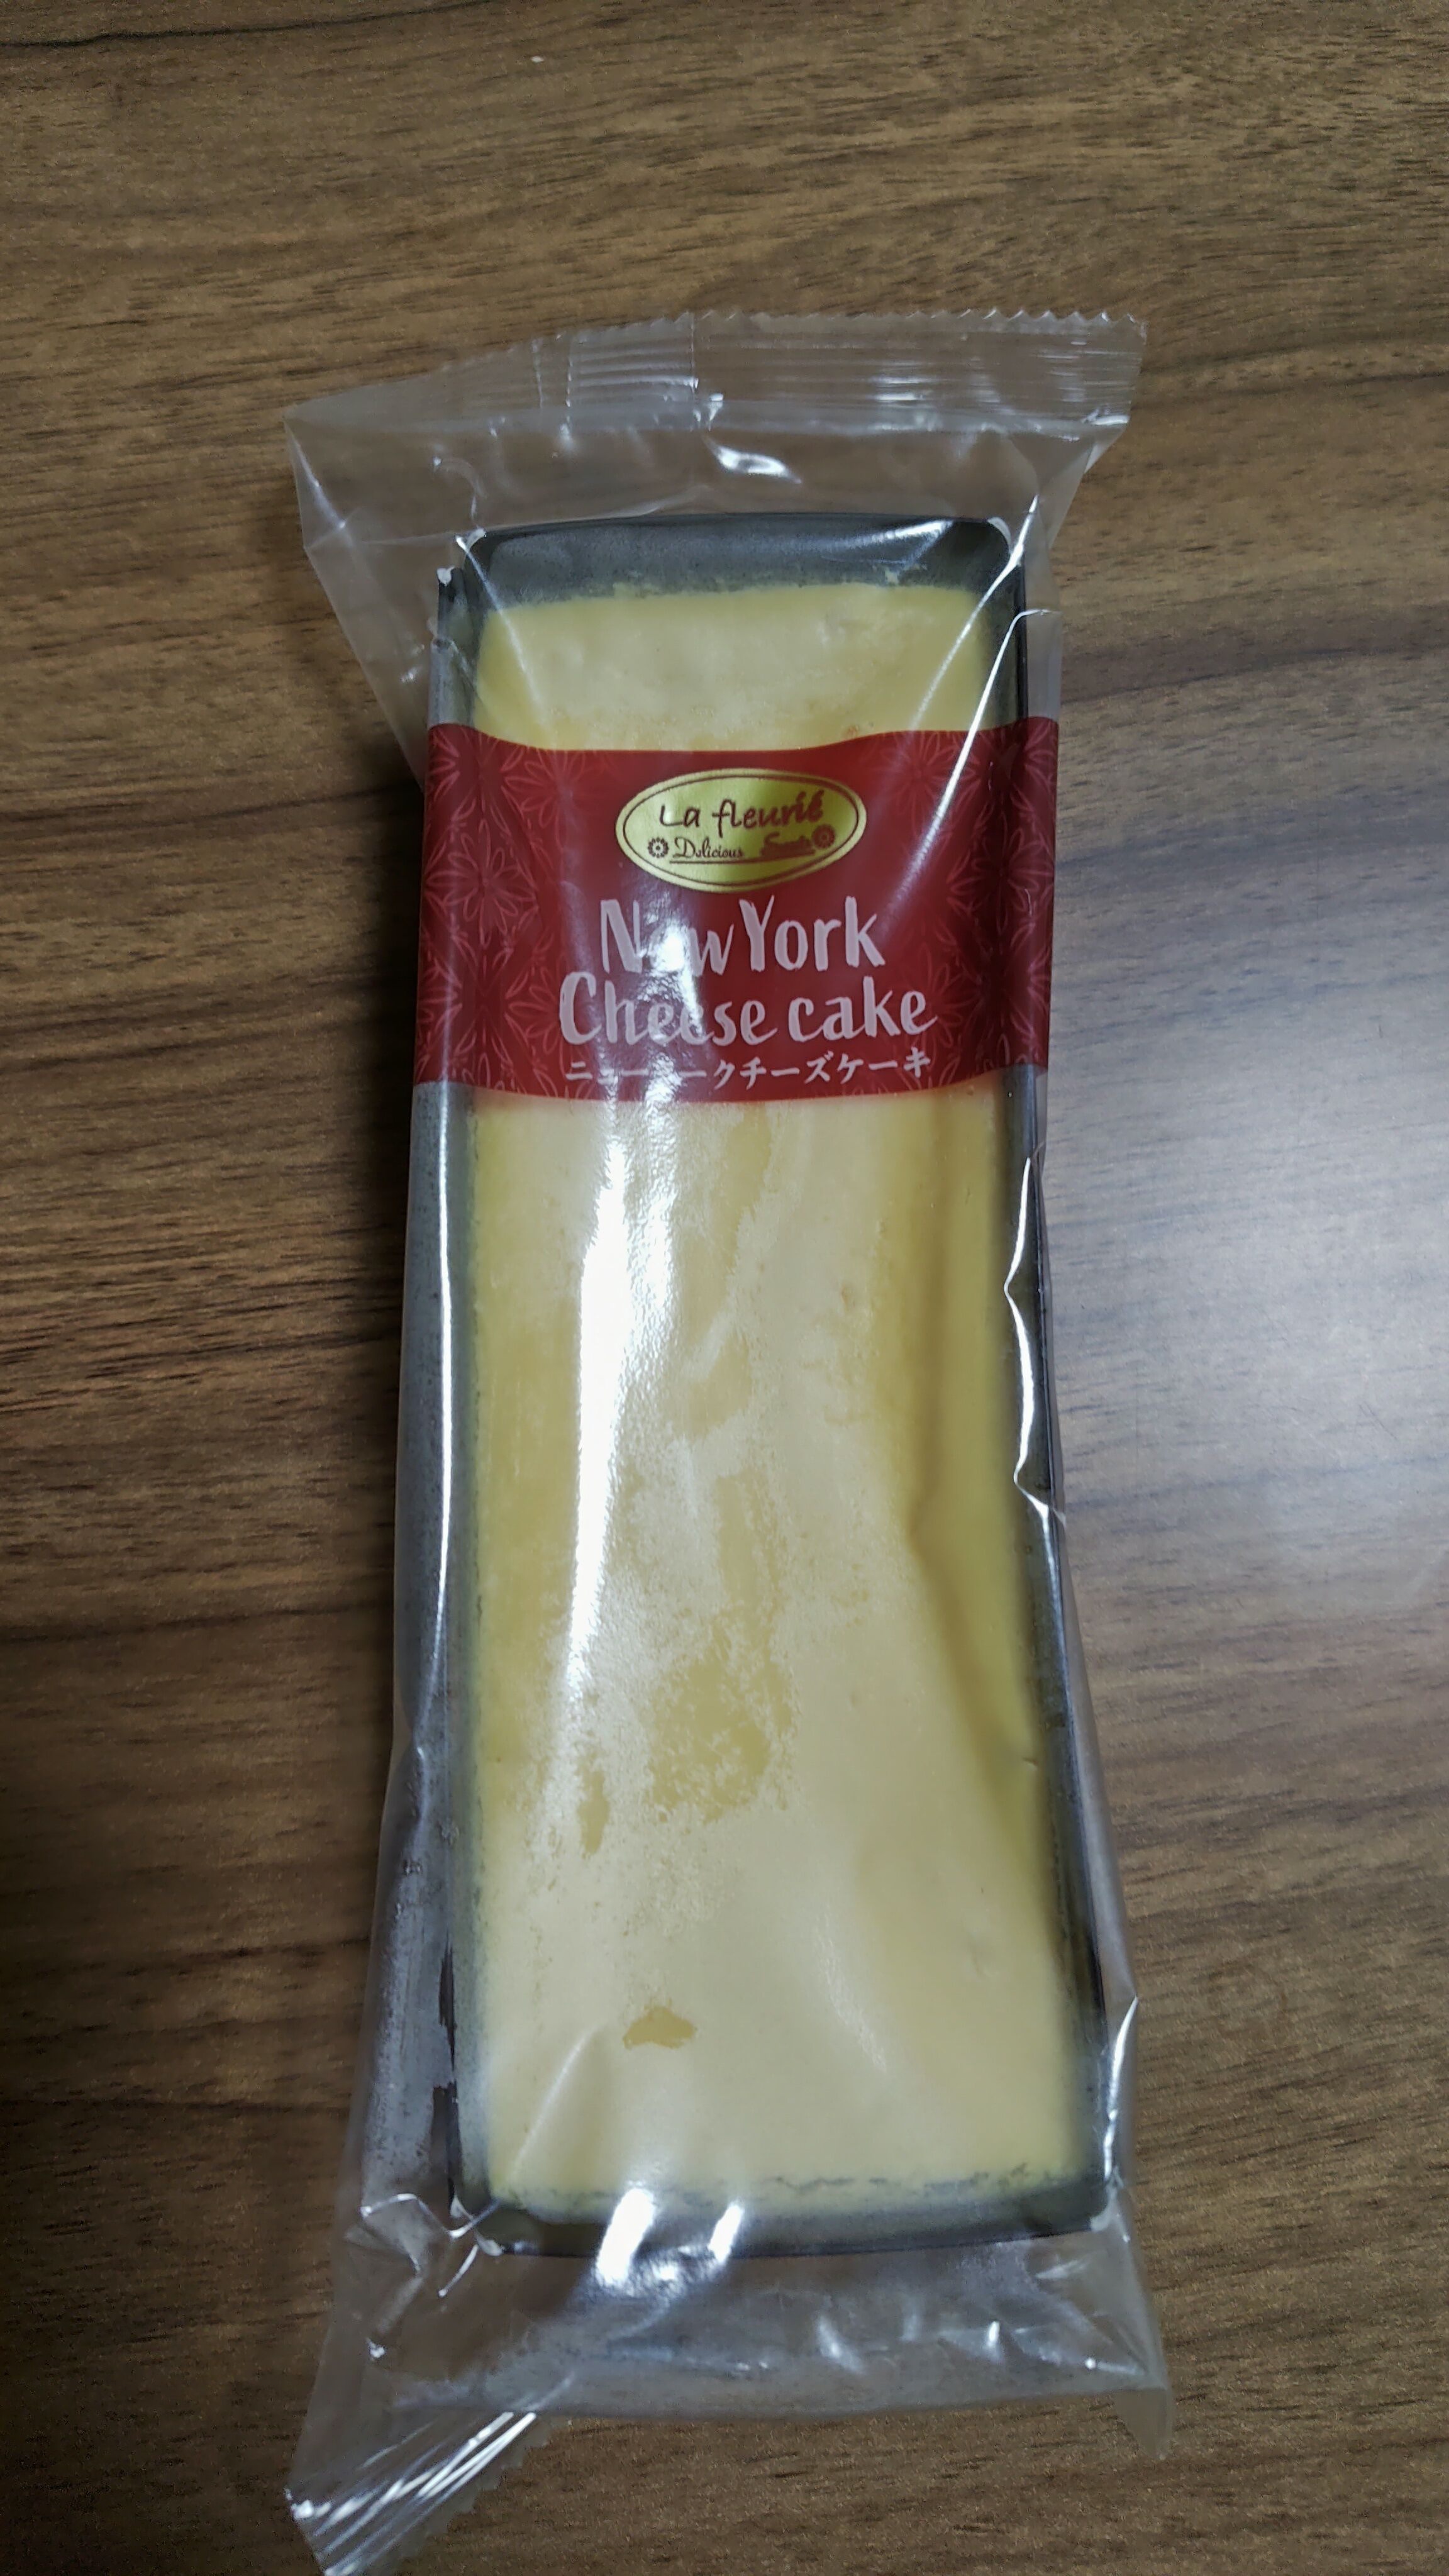 La fleurié
Delicious Sweets
New York
Cheese cake
ニューヨークチーズケーキ